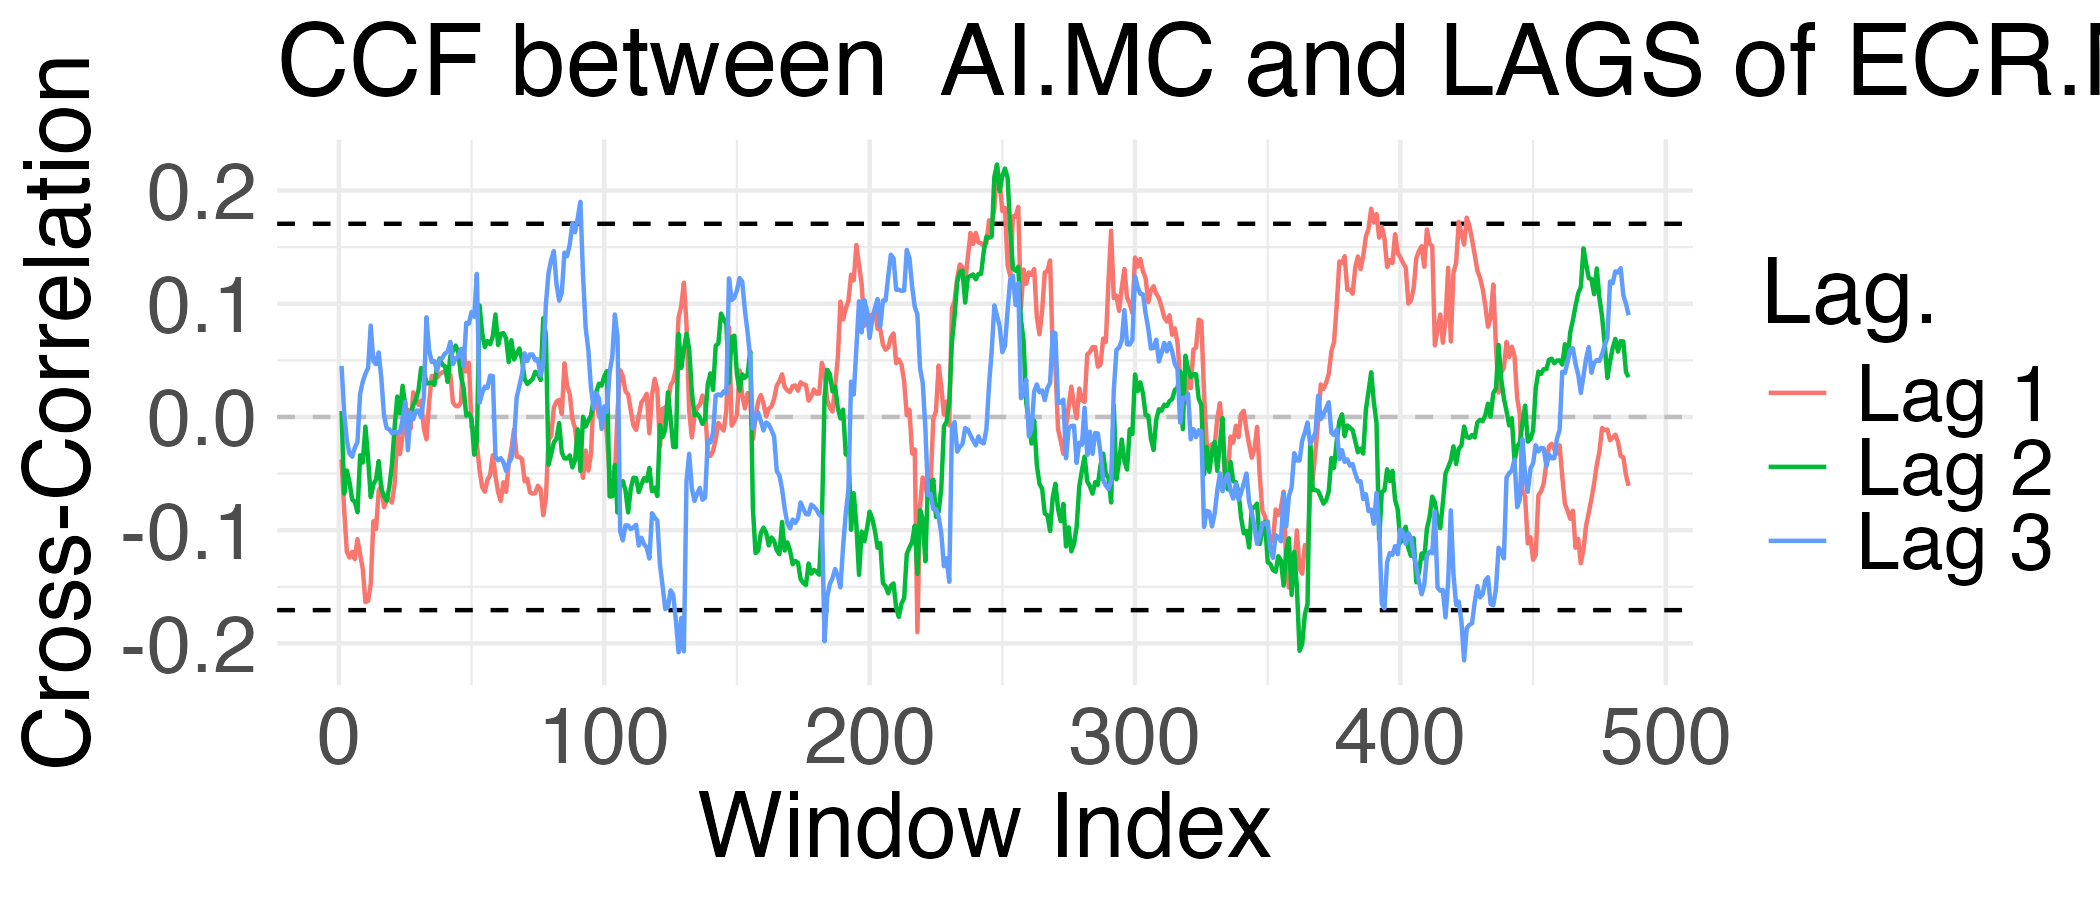 CCF between AI.MC and LAGS of ECR.
Cross-Correlation
0.2
0.1
0.0
-0.1
-0.2
0 100 200 300 400 500
Window Index
Lag.
Lag 1
Lag 2
Lag 3